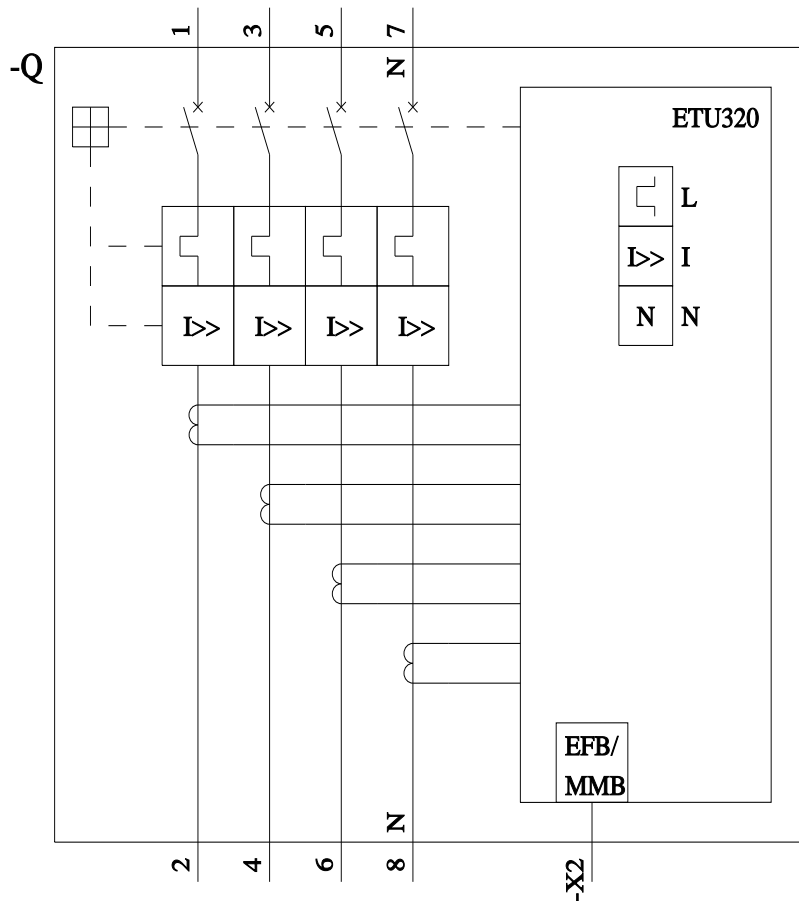 1 3 5 7
-Q
N
ETU320
L
I>> I
N N
I>> I>> I>> I>>
EFB/
MMB
N
2 4 6 8
-X2